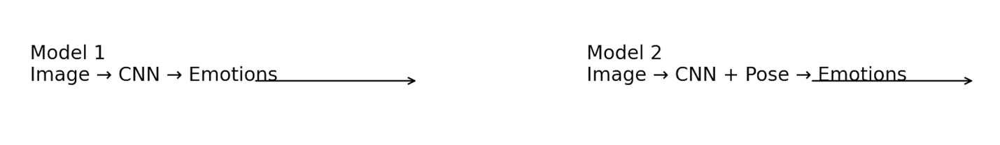 Model 1
Image → CNN → Emotions
Model 2
Image → CNN + Pose → Emotions